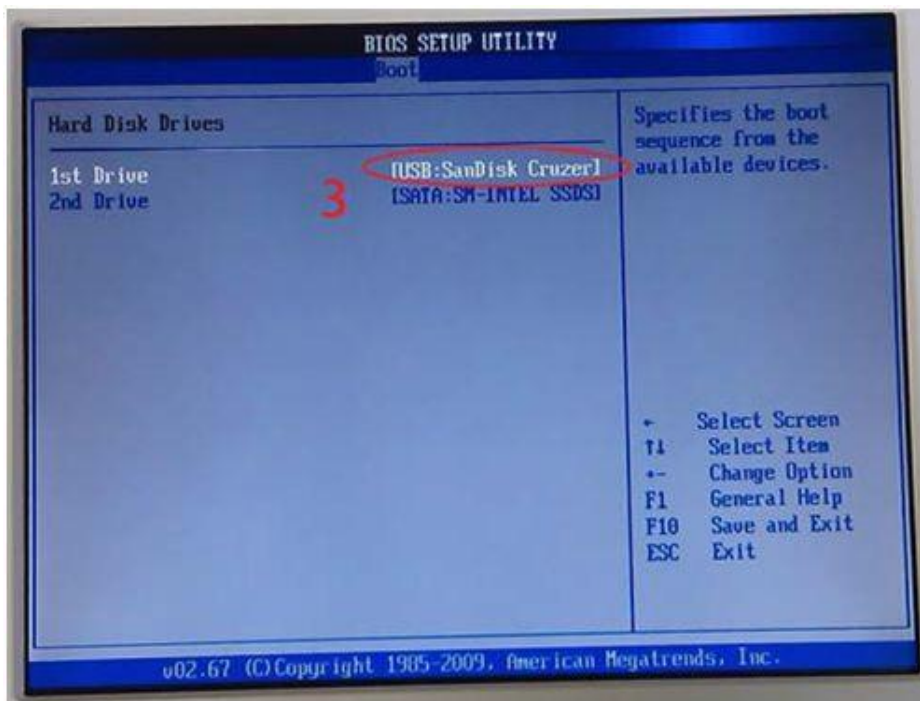 BIOS SETUP UTILITY
Boot
Hard Disk Drives
1st Drive [USB:SanDisk Cruzer]
2nd Drive [SATA:SM-INTEL SSDS]
3
Specifies the boot
sequence from the
available devices.
← Select Screen
↑↓ Select Item
+- Change Option
F1 General Help
F10 Save and Exit
ESC Exit
v02.67 (C)Copyright 1985-2009, American Megatrends, Inc.